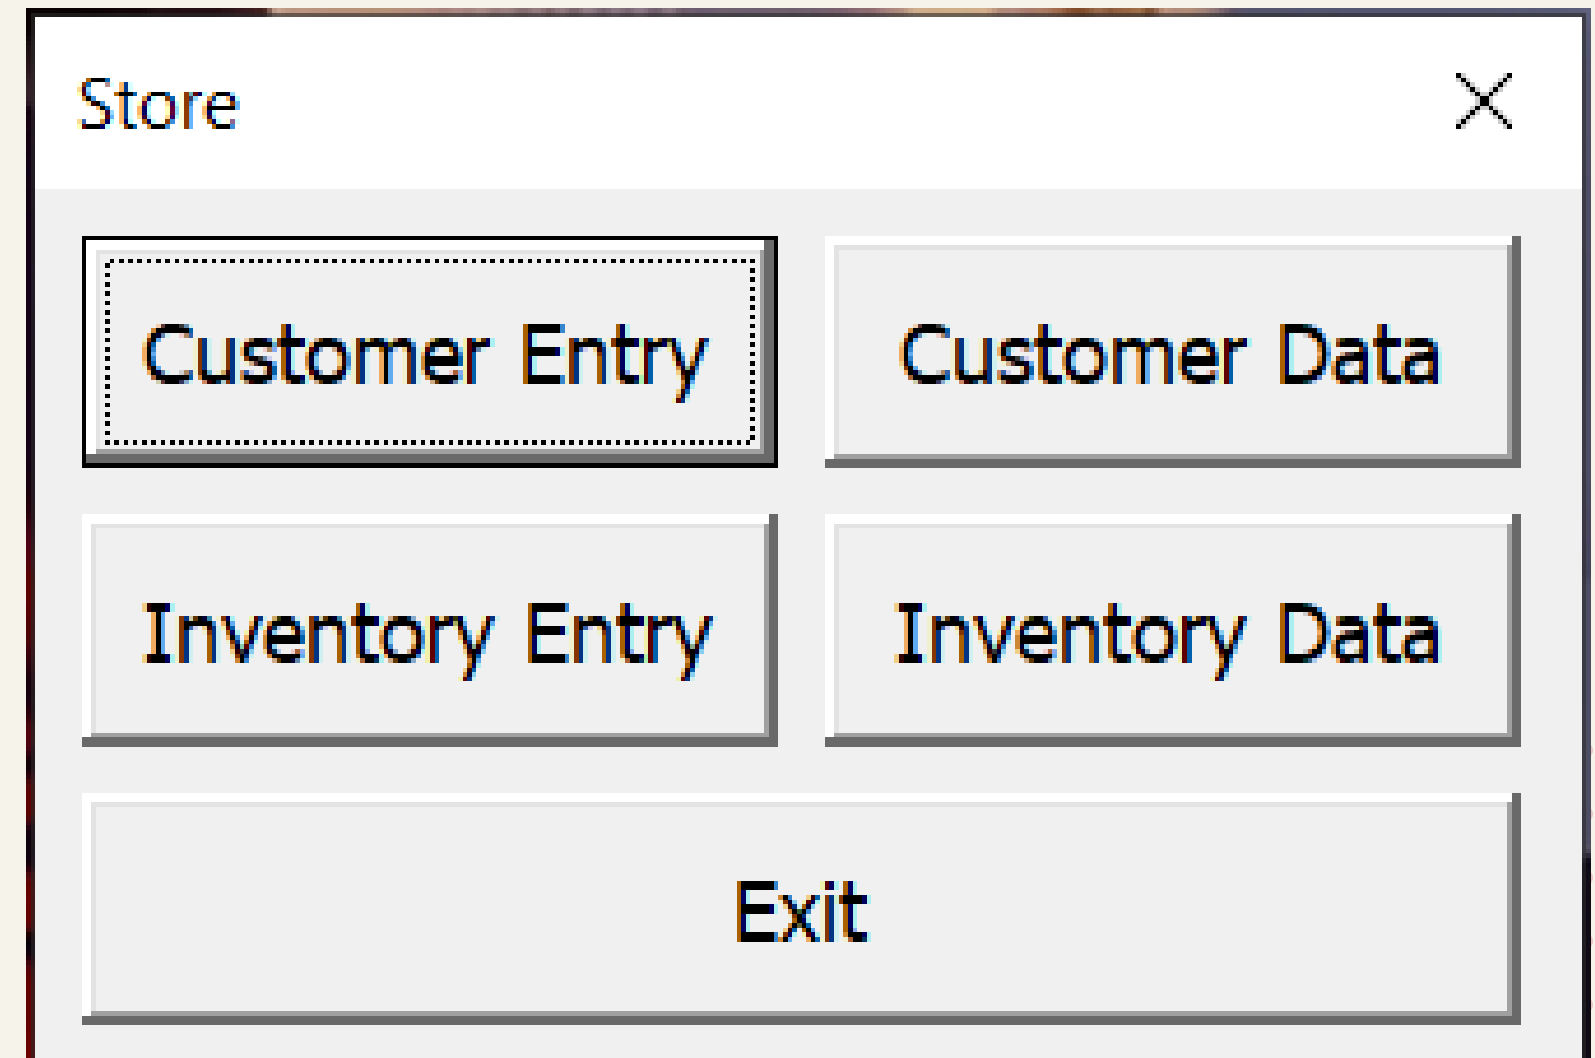 Store
Customer Entry
Customer Data
Inventory Entry
Inventory Data
Exit